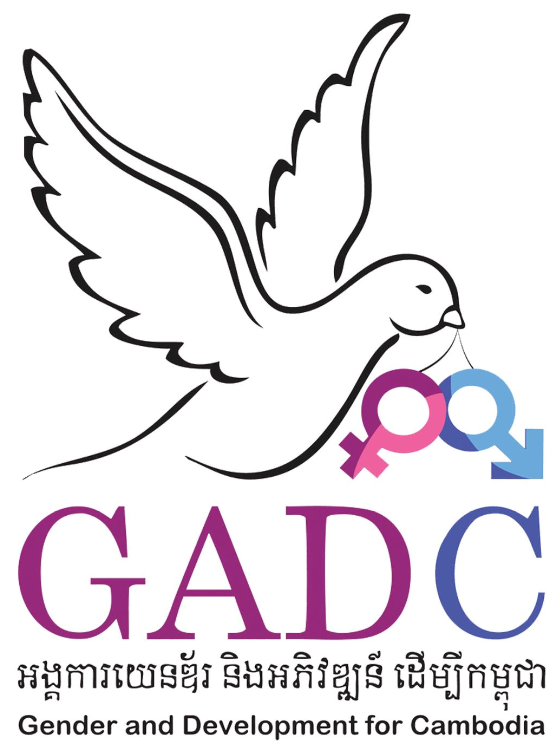 GADC
អង្គការយេនឌ័រ និងអភិវឌ្ឍន៍ ដើម្បីកម្ពុជា
Gender and Development for Cambodia